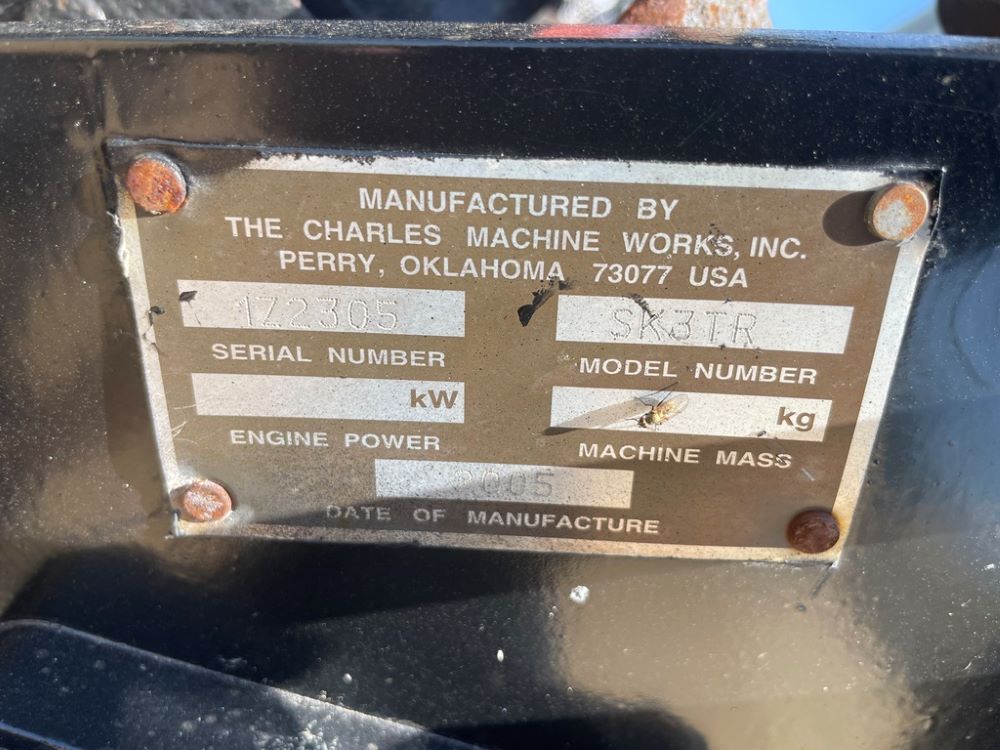 MANUFACTURED BY
THE CHARLES MACHINE WORKS, INC.
PERRY, OKLAHOMA 73077 USA
1Z2305 SK3TR
SERIAL NUMBER MODEL NUMBER
kW kg
ENGINE POWER MACHINE MASS
2005
DATE OF MANUFACTURE